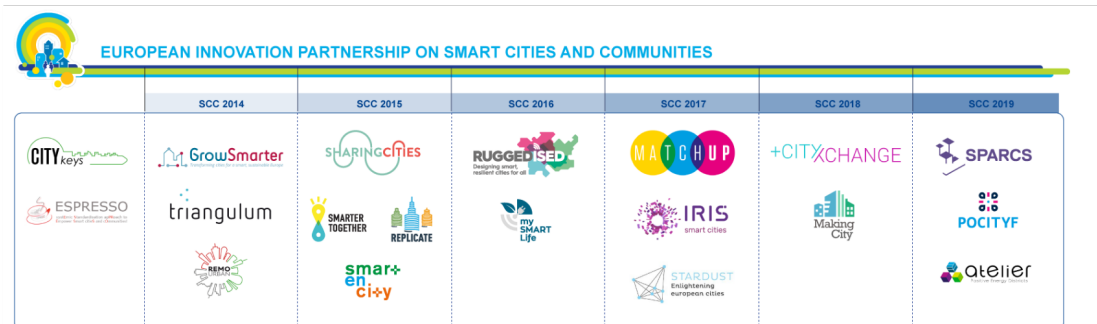 EUROPEAN INNOVATION PARTNERSHIP ON SMART CITIES AND COMMUNITIES
SCC 2014
SCC 2015
SCC 2016
SCC 2017
SCC 2018
SCC 2019
CITY
keys
ESPRESSO
GrowSmarter
triangulum
REMO
URBAN
SHARINGCITIES
SMARTER
TOGETHER
REPLICATE
smart
en
city
RUGGEDISED
Designing smart,
resilient cities for all
my
SMART
Life
MATCHUP
IRIS
smart cities
STARDUST
Enlightening
european cities
+CITYXCHANGE
Making
City
SPARCS
POCITYF
atelier